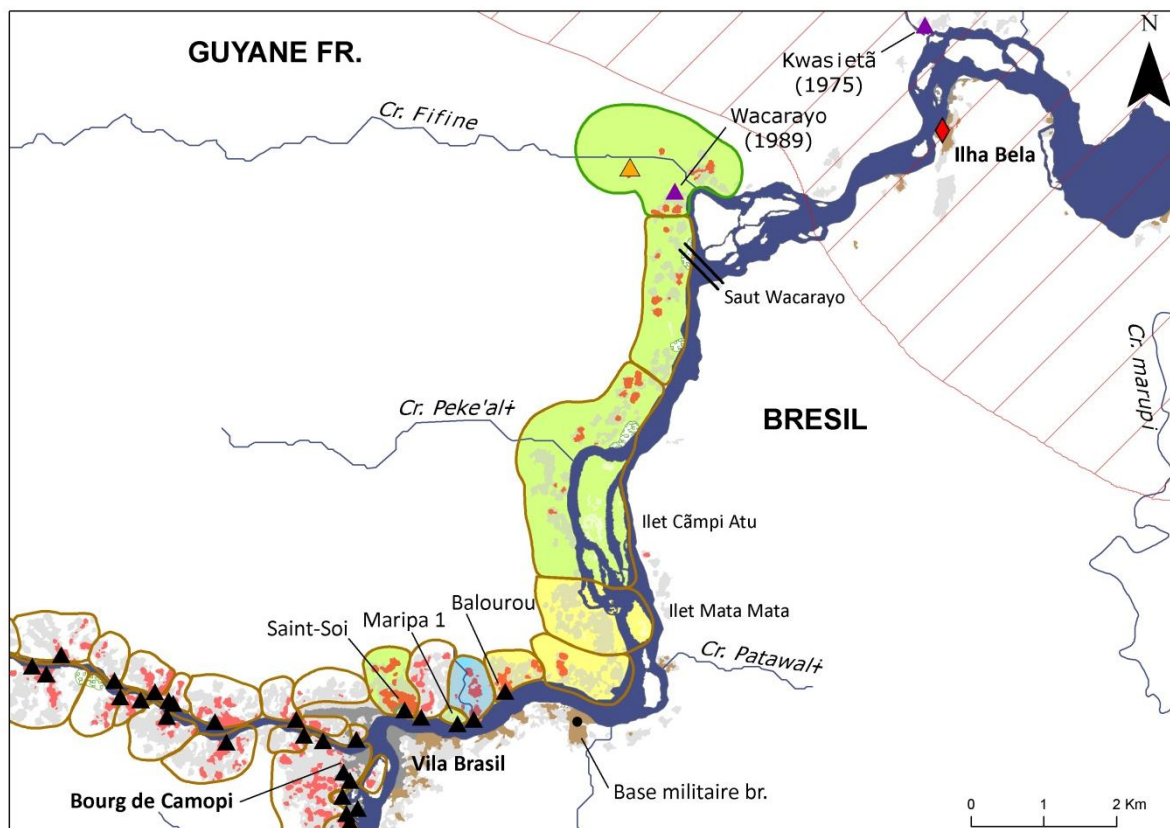 GUYANE FR.
N
Kwasietã
(1975)
Cr. Fifine
Wacarayo
(1989)
Ilha Bela
Saut Wacarayo
Cr. marupi
Cr. Peke'alɨ
BRESIL
Ilet Cãmpi Atu
Balourou
Ilet Mata Mata
Maripa 1
Saint-Soi
Cr. Patawalɨ
Vila Brasil
Bourg de Camopi
Base militaire br.
0 1 2 Km